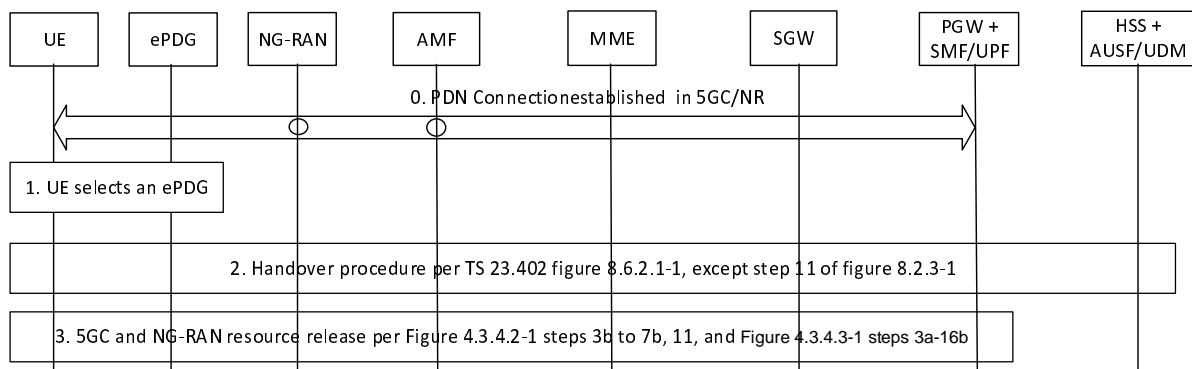 UE
ePDG
NG-RAN
AMF
MME
SGW
PGW +
SMF/UPF
HSS +
AUSF/UDM
0. PDN Connectionestablished in 5GC/NR
1. UE selects an ePDG
2. Handover procedure per TS 23.402 figure 8.6.2.1-1, except step 11 of figure 8.2.3-1
3. 5GC and NG-RAN resource release per Figure 4.3.4.2-1 steps 3b to 7b, 11, and Figure 4.3.4.3-1 steps 3a-16b